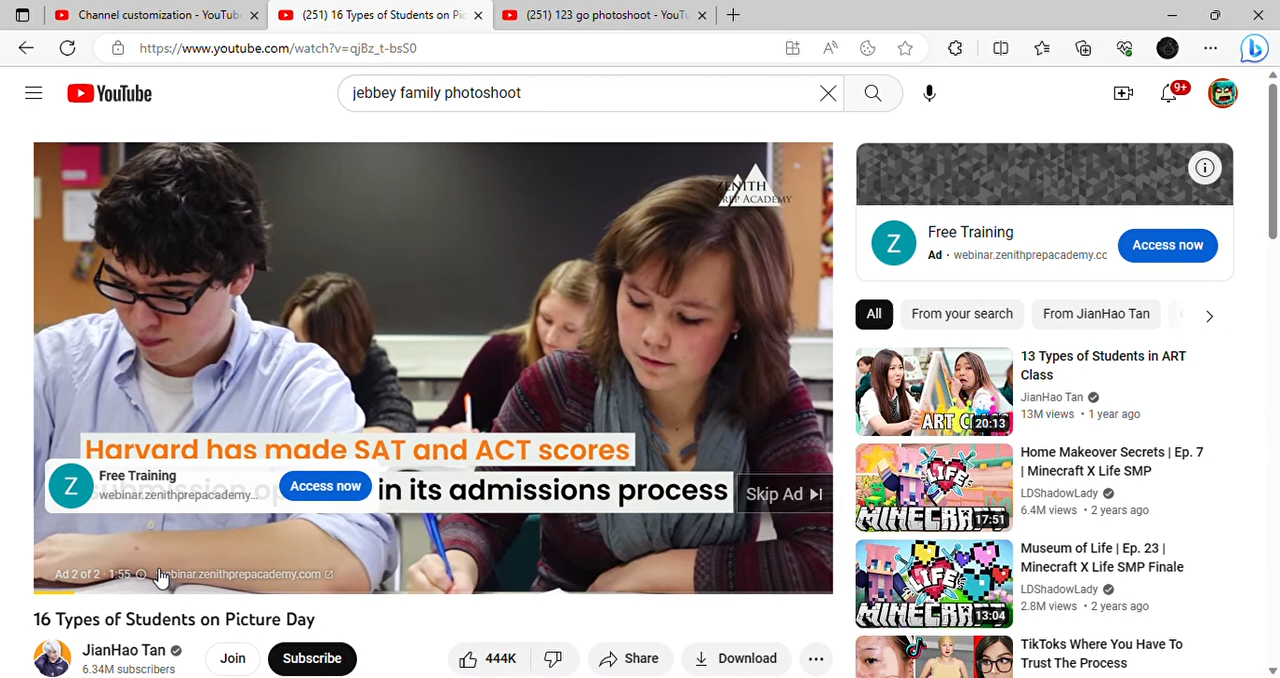 Channel customization - YouTub
(251) 16 Types of Students on Pic
(251) 123 go photoshoot - YouTu
https://www.youtube.com/watch?v=qjBz_t-bsS0
YouTube
jebbey family photoshoot
9+
ZENITH
PREP ACADEMY
Harvard has made SAT and ACT scores
in its admissions process
Z
Free Training
webinar.zenithprepacademy...
Access now
Skip Ad
Ad 2 of 2 · 1:55
webinar.zenithprepacademy.com
16 Types of Students on Picture Day
JianHao Tan
6.34M subscribers
Join
Subscribe
444K
Share
Download
Z
Free Training
Ad · webinar.zenithprepacademy.cc
Access now
All
From your search
From JianHao Tan
13 Types of Students in ART
Class
JianHao Tan
13M views · 1 year ago
ART CLASS
20:13
Home Makeover Secrets | Ep. 7
| Minecraft X Life SMP
LDShadowLady
6.4M views · 2 years ago
LIFE
MINECRAFT
17:51
Museum of Life | Ep. 23 |
Minecraft X Life SMP Finale
LDShadowLady
2.8M views · 2 years ago
LIFE
MINECRAFT
13:04
TikToks Where You Have To
Trust The Process